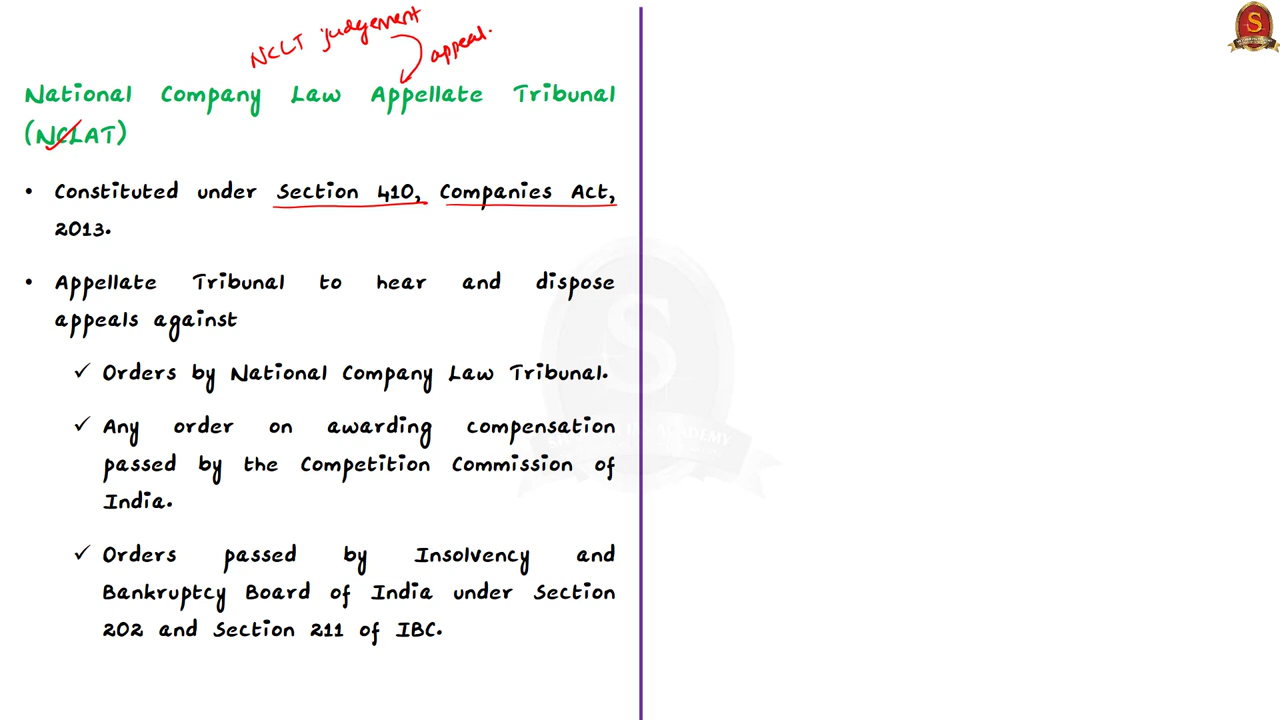 NCLT judgement
appeal.
National Company Law Appellate Tribunal
(NCLAT)
• Constituted under Section 410, Companies Act,
2013.
• Appellate Tribunal to hear and dispose
appeals against
✓ Orders by National Company Law Tribunal.
✓ Any order on awarding compensation
passed by the Competition Commission of
India.
✓ Orders passed by Insolvency and
Bankruptcy Board of India under Section
202 and Section 211 of IBC.
S
S
ACADEMY